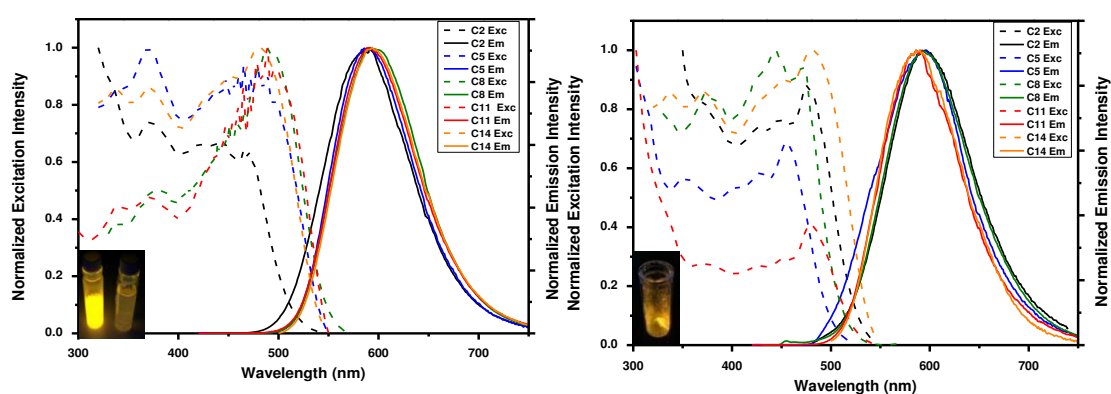 Normalized Excitation Intensity
1.0
0.8
0.6
0.4
0.2
0.0
300
400
500
600
700
Wavelength (nm)
Normalized Emission Intensity
C2 Exc
C2 Em
C5 Exc
C5 Em
C8 Exc
C8 Em
C11 Exc
C11 Em
C14 Exc
C14 Em
Normalized Excitation Intensity
1.0
0.8
0.6
0.4
0.2
0.0
300
400
500
600
700
Wavelength (nm)
Normalized Emission Intensity
C2 Exc
C2 Em
C5 Exc
C5 Em
C8 Exc
C8 Em
C11 Exc
C11 Em
C14 Exc
C14 Em